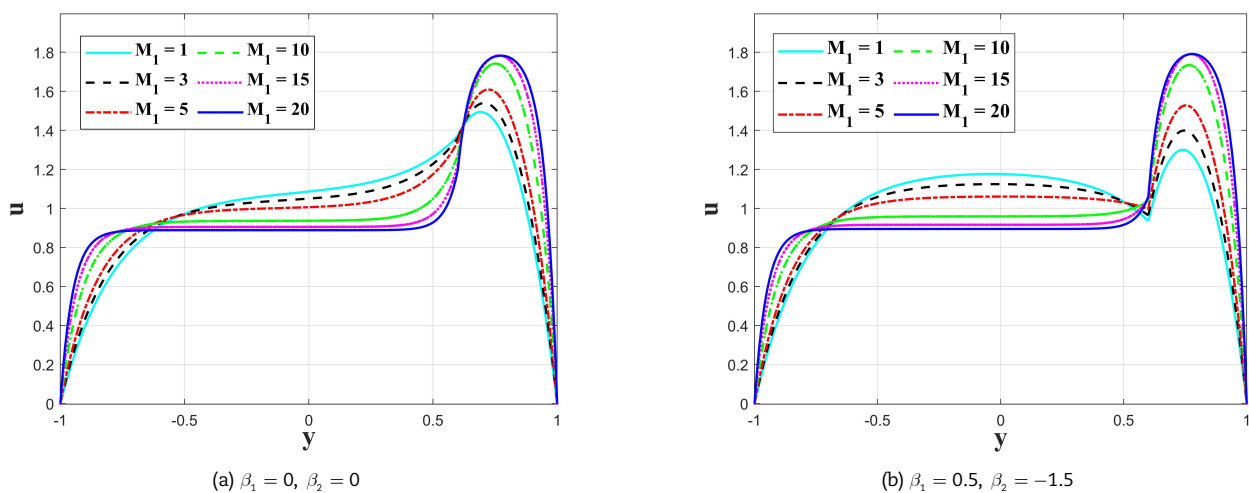 1.8
1.6
1.4
1.2
1
0.8
0.6
0.4
0.2
0
u
M1 = 1 M1 = 10
M1 = 3 M1 = 15
M1 = 5 M1 = 20
-1 -0.5 0 0.5 1
y
(a) β1 = 0, β2 = 0
1.8
1.6
1.4
1.2
1
0.8
0.6
0.4
0.2
0
u
M1 = 1 M1 = 10
M1 = 3 M1 = 15
M1 = 5 M1 = 20
-1 -0.5 0 0.5 1
y
(b) β1 = 0.5, β2 = −1.5